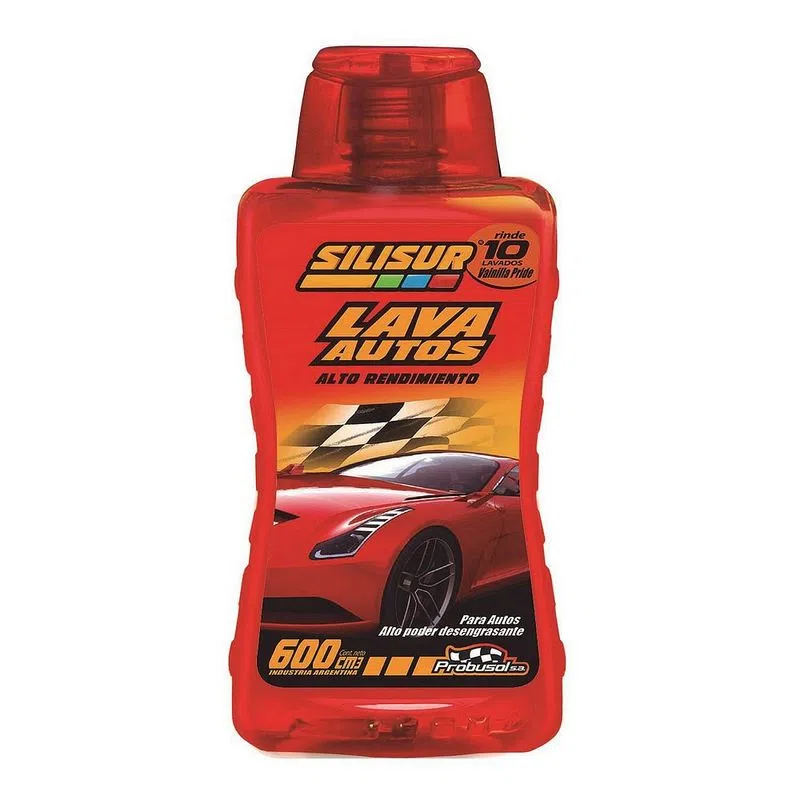 rinde
10
LAVADOS
Vainilla Pride
SILISUR
LAVA
AUTOS
ALTO RENDIMIENTO
Para Autos
Alto poder desengrasante
600 Cont. neto
CM3
INDUSTRIA ARGENTINA
Probusol s.a.